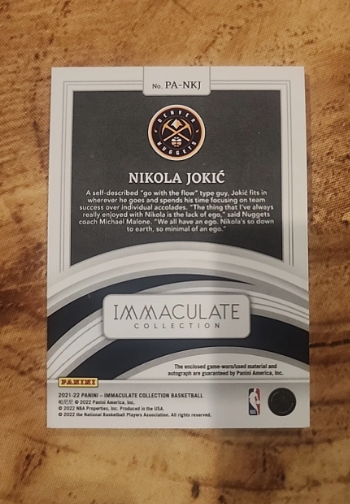 No. PA-NKJ
DENVER
NUGGETS
NIKOLA JOKIĆ
A self-described "go with the flow" type guy, Jokić fits in
wherever he goes and spends his time focusing on team
success over individual accolades. "The thing that I've always
really enjoyed with Nikola is the lack of ego," said Nuggets
coach Michael Malone. "We all have an ego. Nikola's so down
to earth, so minimal of an ego."
IMMACULATE
COLLECTION
The enclosed game-worn/used material and
autograph are guaranteed by Panini America, Inc.
PANINI
2021-22 PANINI – IMMACULATE COLLECTION BASKETBALL
© 2022 Panini America, Inc.
© 2022 NBA Properties, Inc. Produced in the USA.
© 2022 the National Basketball Players Association. All rights reserved.
NBA